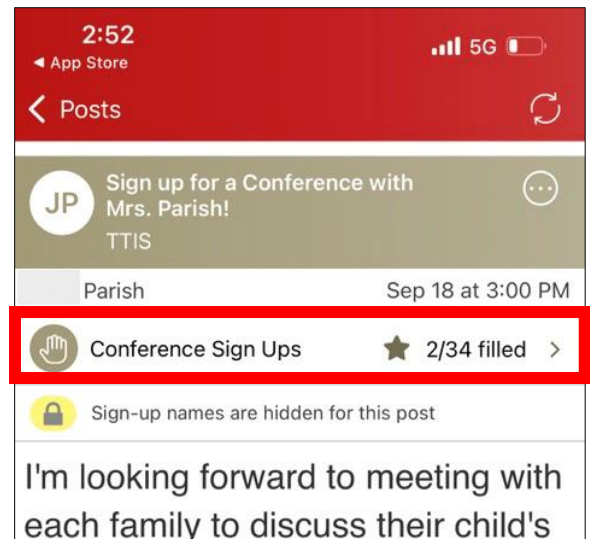 2:52
5G
◀ App Store
Posts
JP
Sign up for a Conference with
Mrs. Parish!
TTIS
Parish
Sep 18 at 3:00 PM
Conference Sign Ups
2/34 filled
Sign-up names are hidden for this post
I'm looking forward to meeting with
each family to discuss their child's